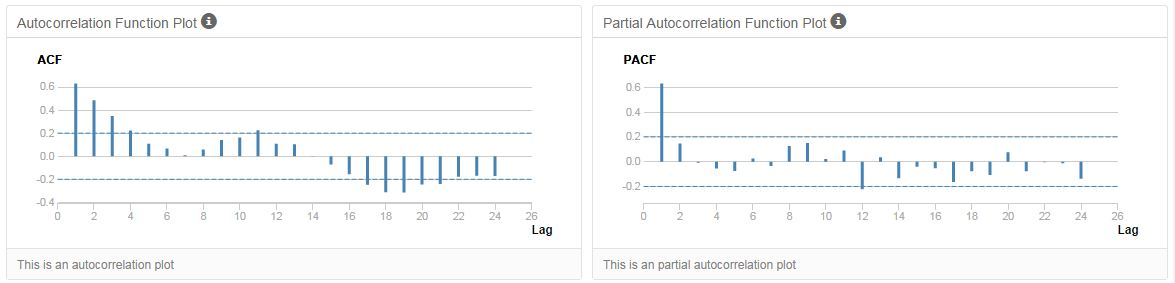 Autocorrelation Function Plot
ACF
0.6
0.4
0.2
0.0
-0.2
-0.4
0 2 4 6 8 10 12 14 16 18 20 22 24 26
Lag
This is an autocorrelation plot
Partial Autocorrelation Function Plot
PACF
0.6
0.4
0.2
0.0
-0.2
0 2 4 6 8 10 12 14 16 18 20 22 24 26
Lag
This is an partial autocorrelation plot